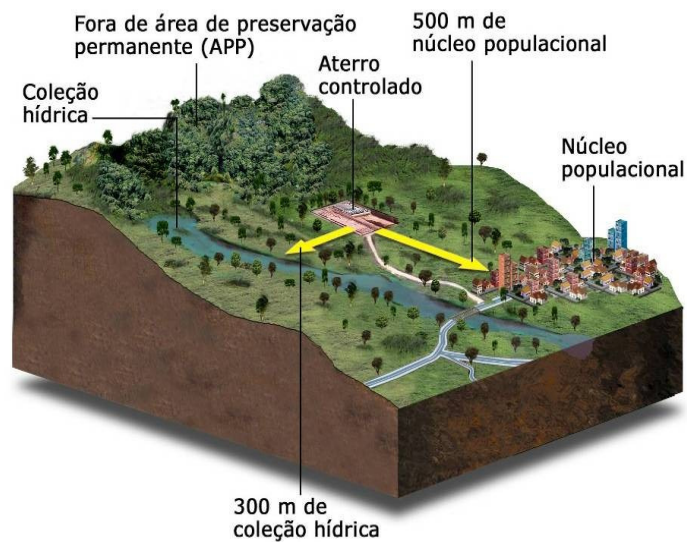 Fora de área de preservação
permanente (APP)
500 m de
núcleo populacional
Aterro
controlado
Coleção
hídrica
Núcleo
populacional
300 m de
coleção hídrica